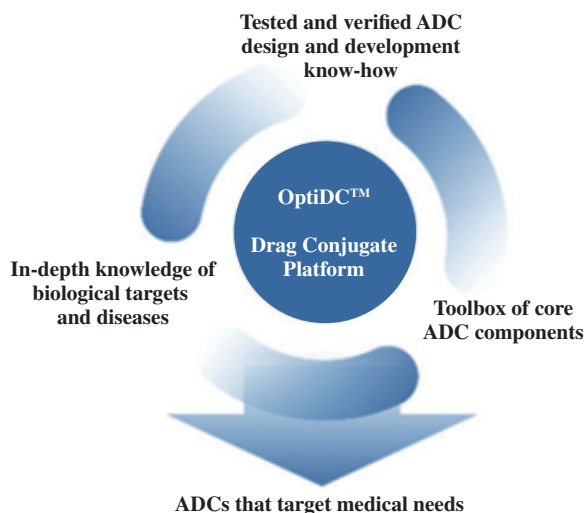 Tested and verified ADC
design and development
know-how
OptiDC™
Drag Conjugate
Platform
In-depth knowledge of
biological targets
and diseases
Toolbox of core
ADC components
ADCs that target medical needs